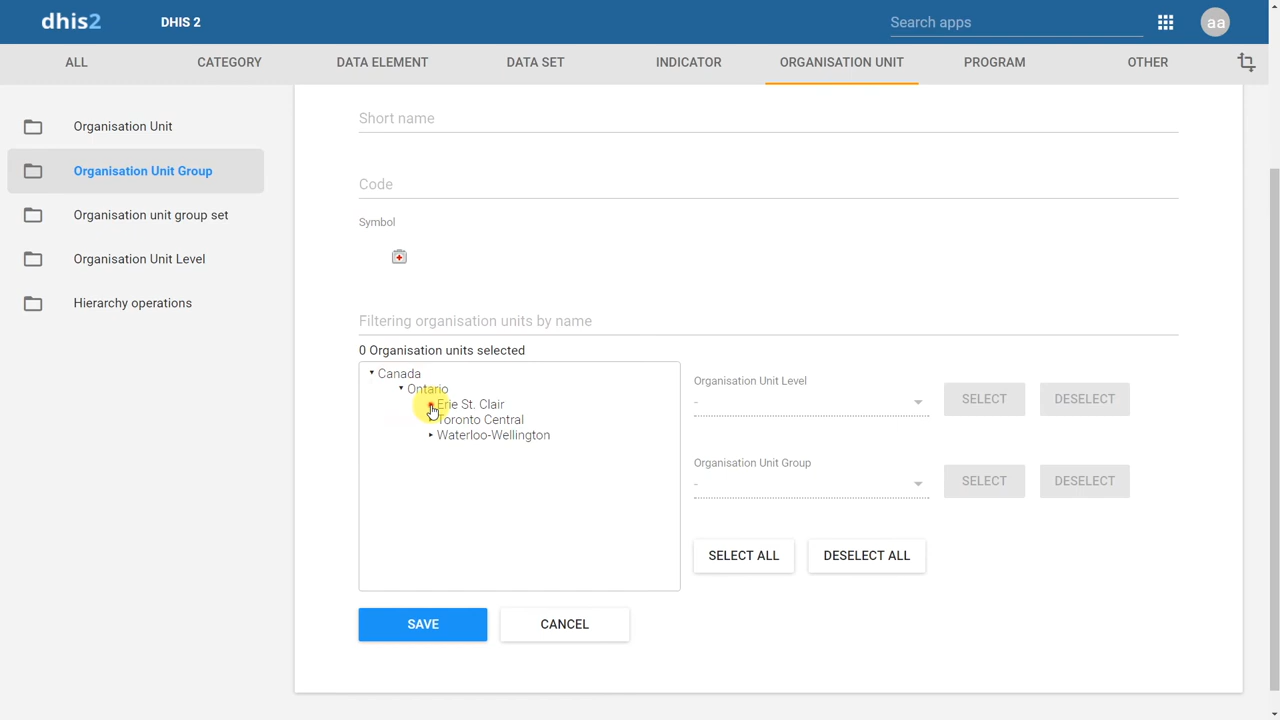 dhis2
DHIS 2
Search apps
aa
ALL
CATEGORY
DATA ELEMENT
DATA SET
INDICATOR
ORGANISATION UNIT
PROGRAM
OTHER
Organisation Unit
Organisation Unit Group
Organisation unit group set
Organisation Unit Level
Hierarchy operations
Short name
Code
Symbol
Filtering organisation units by name
0 Organisation units selected
Canada
Ontario
Erie St. Clair
Toronto Central
Waterloo-Wellington
Organisation Unit Level
-
SELECT
DESELECT
Organisation Unit Group
-
SELECT
DESELECT
SELECT ALL
DESELECT ALL
SAVE
CANCEL